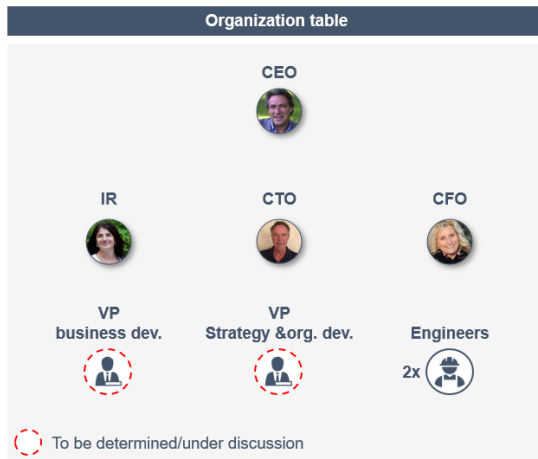 Organization table
CEO
IR
CTO
CFO
VP
business dev.
VP
Strategy &org. dev.
Engineers
2x
To be determined/under discussion